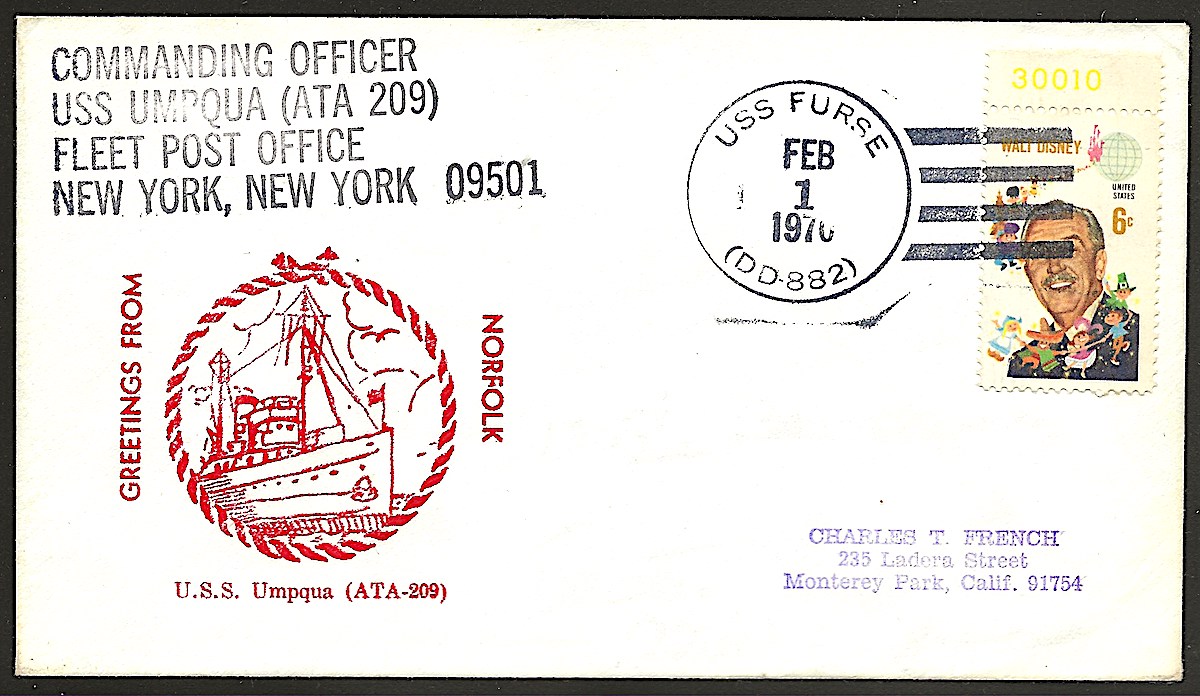 COMMANDING OFFICER
USS UMPQUA (ATA 209)
FLEET POST OFFICE
NEW YORK, NEW YORK 09501
USS FURSE
FEB
1
1970
(DD-882)
30010
WALT DISNEY
UNITED
STATES
6c
GREETINGS FROM
NORFOLK
U.S.S. Umpqua (ATA-209)
CHARLES T. FRENCH
235 Ladera Street
Monterey Park, Calif. 91754